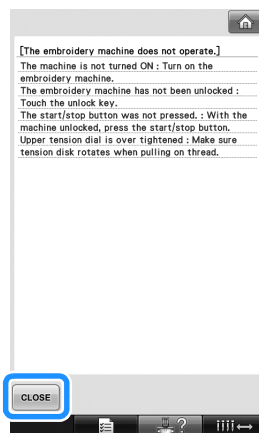 [The embroidery machine does not operate.]
The machine is not turned ON : Turn on the
embroidery machine.
The embroidery machine has not been unlocked :
Touch the unlock key.
The start/stop button was not pressed. : With the
machine unlocked, press the start/stop button.
Upper tension dial is over tightened : Make sure
tension disk rotates when pulling on thread.
CLOSE
?